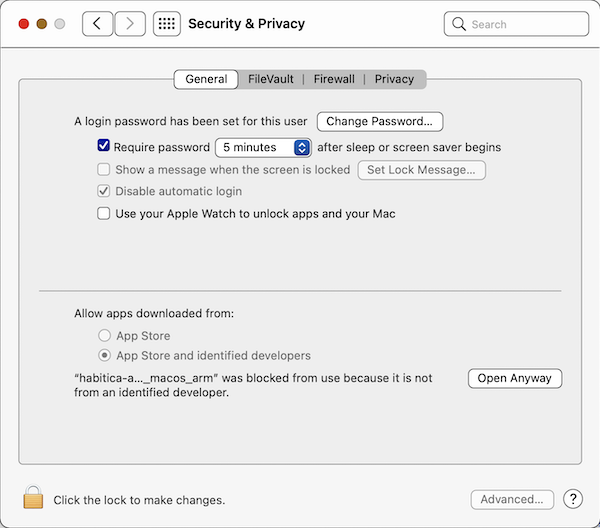 Security & Privacy
Search
General
FileVault
Firewall
Privacy
A login password has been set for this user
Change Password...
Require password
5 minutes
after sleep or screen saver begins
Show a message when the screen is locked
Set Lock Message...
Disable automatic login
Use your Apple Watch to unlock apps and your Mac
Allow apps downloaded from:
App Store
App Store and identified developers
“habitica-a..._macos_arm” was blocked from use because it is not
from an identified developer.
Open Anyway
Click the lock to make changes.
Advanced...
?